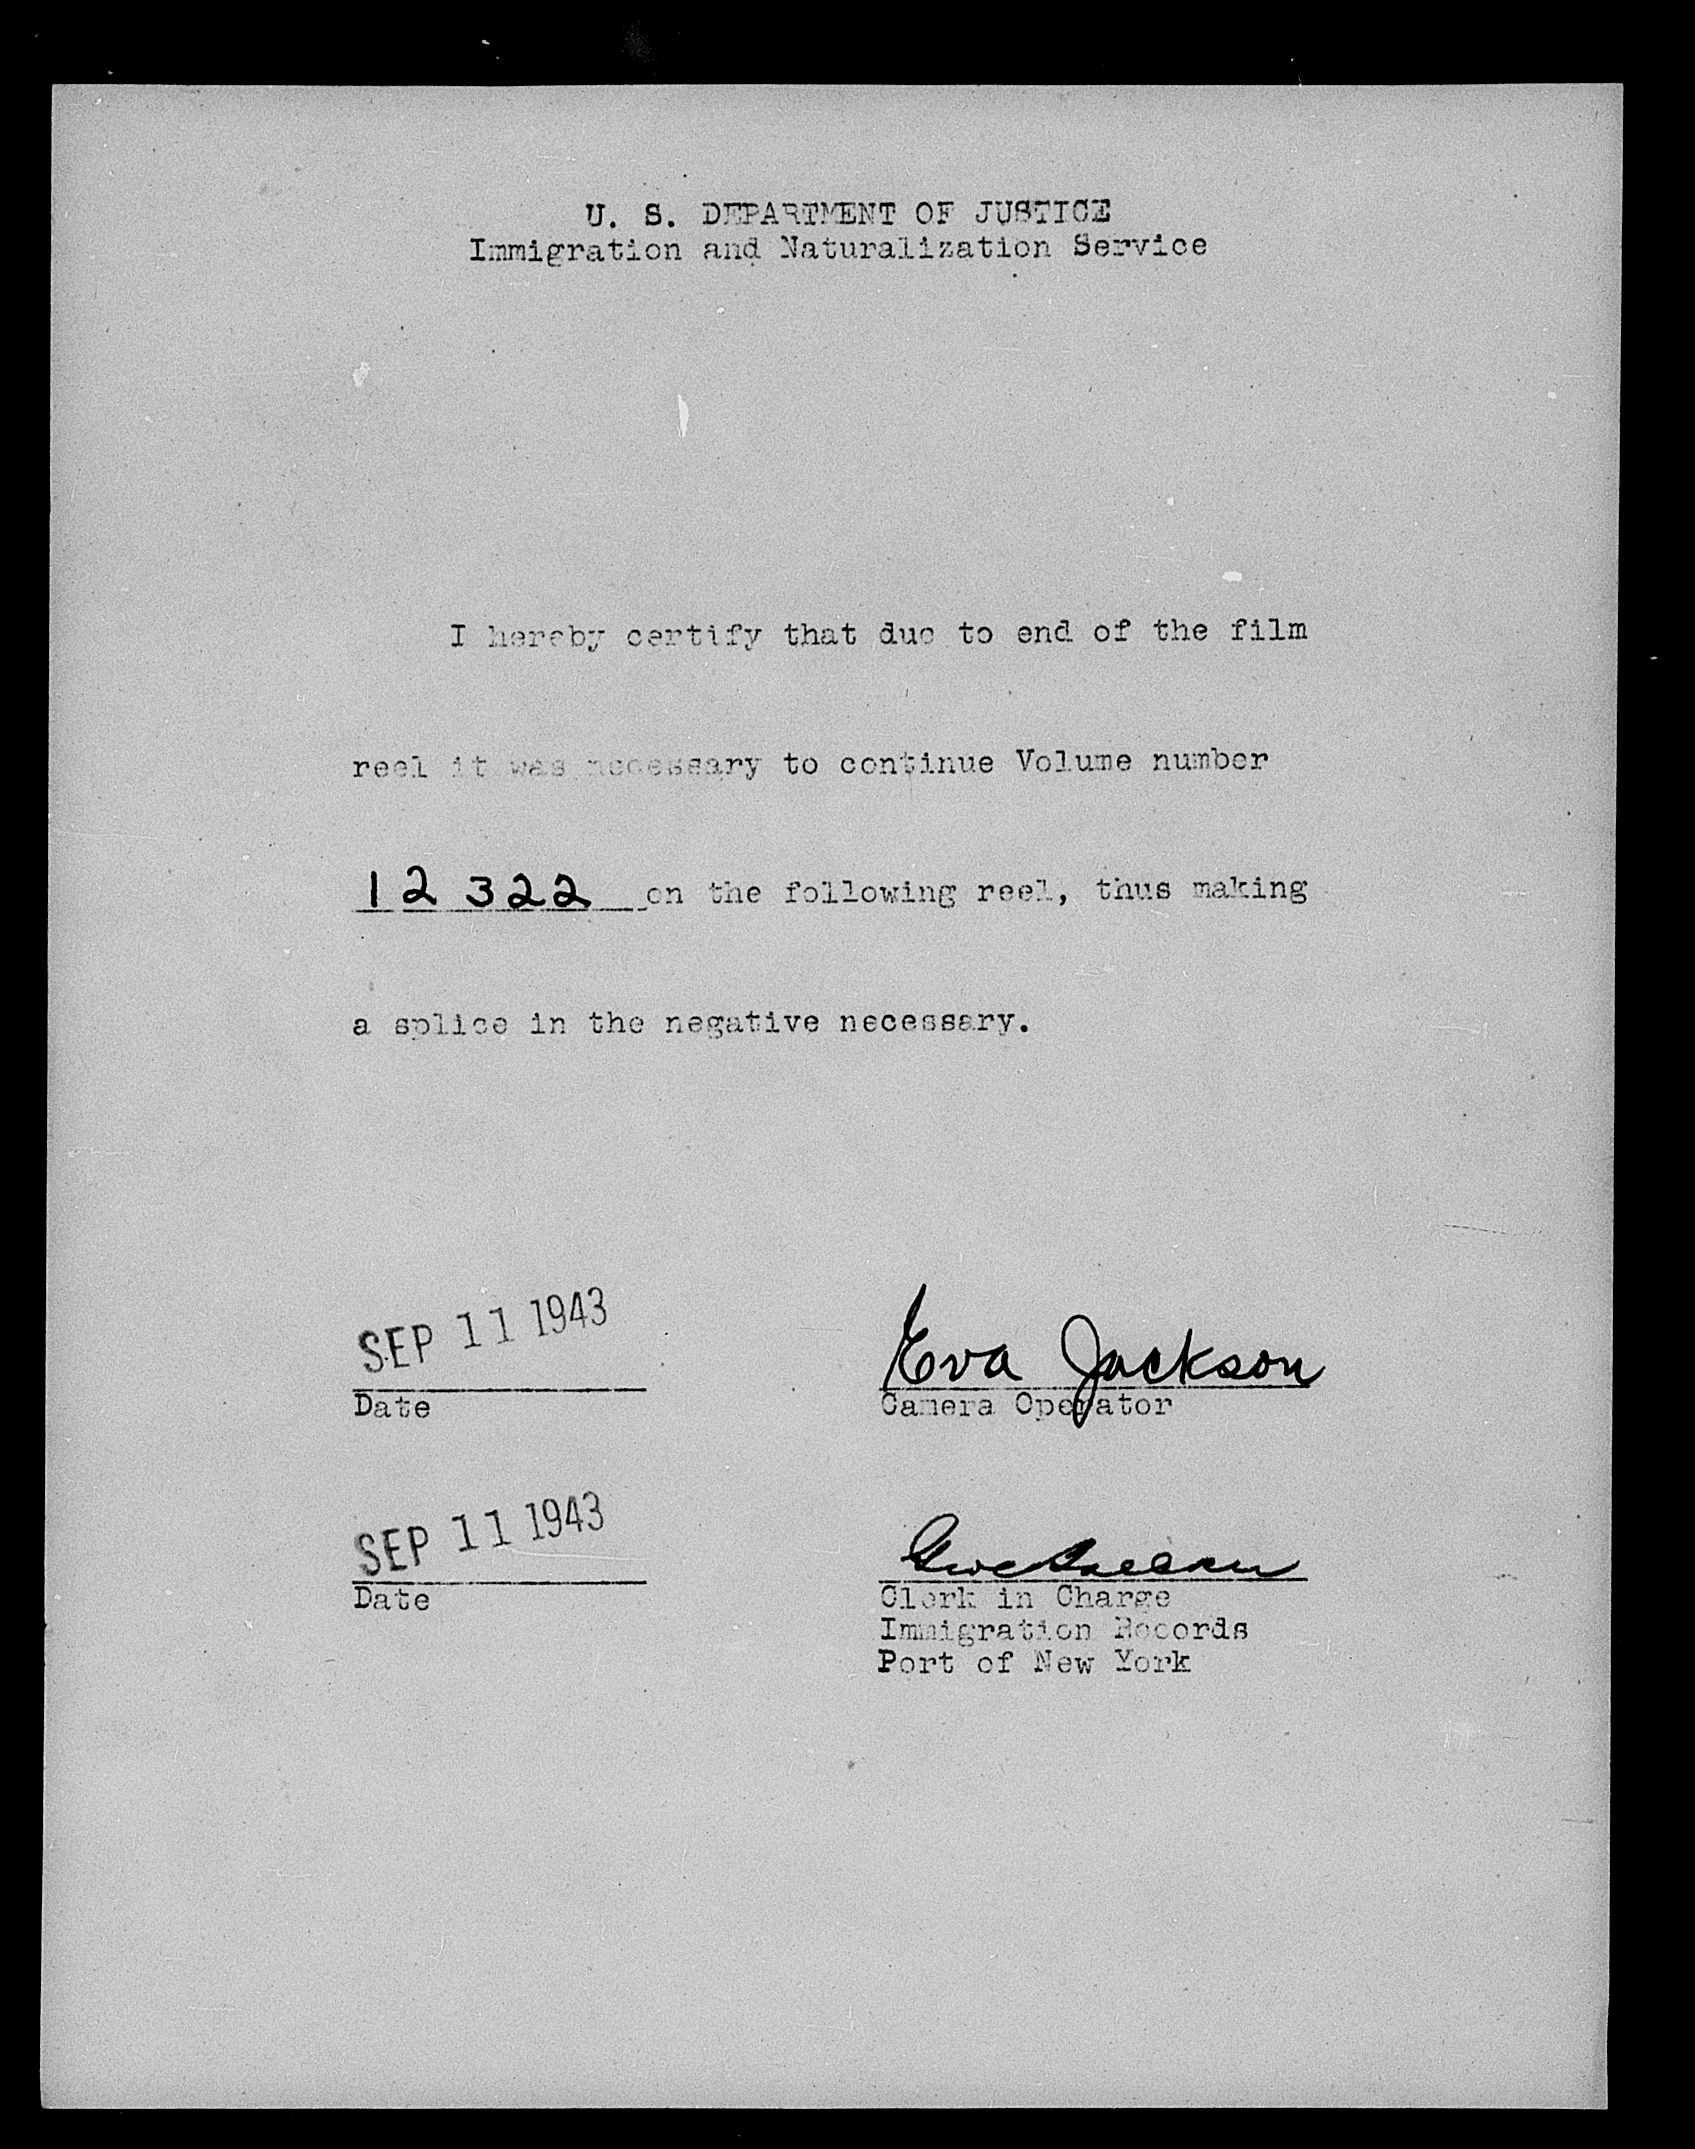 U. S. DEPARTMENT OF JUSTICE
Immigration and Naturalization Service
I hereby certify that due to end of the film
reel it was necessary to continue Volume number
12 322 on the following reel, thus making
a splice in the negative necessary.
SEP 11 1943
Eva Jackson
Date
Camera Operator
SEP 11 1943
Date
Clerk in Charge
Immigration Records
Port of New York